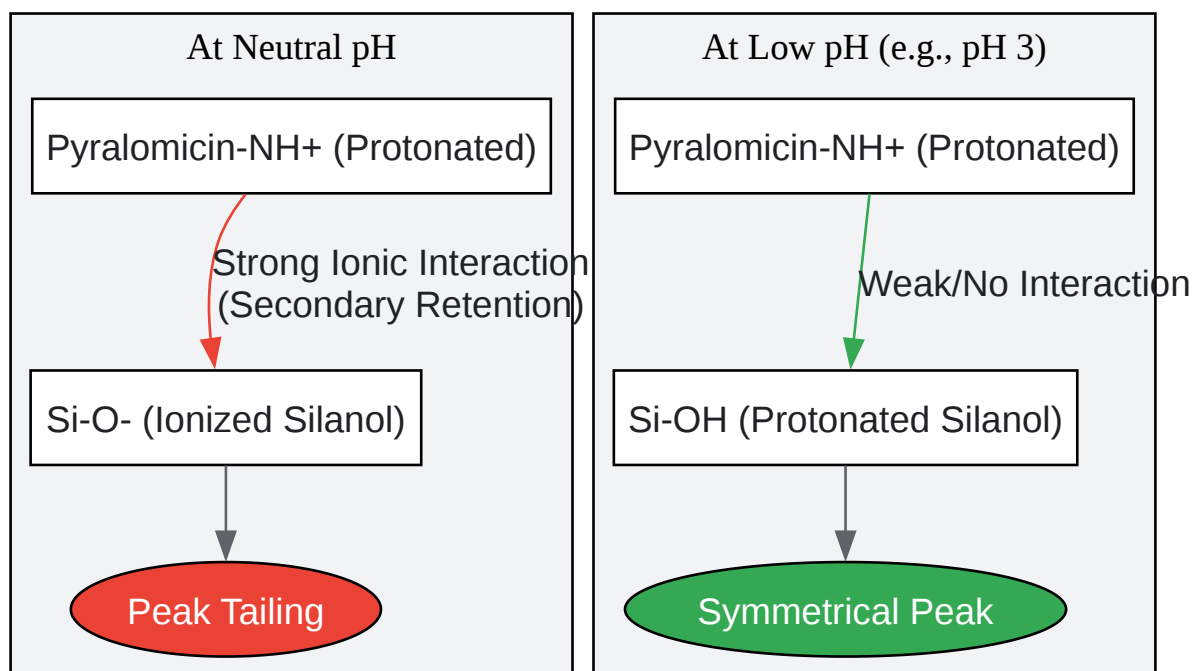 At Neutral pH
Pyralomicin-NH+ (Protonated)
Strong Ionic Interaction
(Secondary Retention)
Si-O- (Ionized Silanol)
Peak Tailing
At Low pH (e.g., pH 3)
Pyralomicin-NH+ (Protonated)
Weak/No Interaction
Si-OH (Protonated Silanol)
Symmetrical Peak